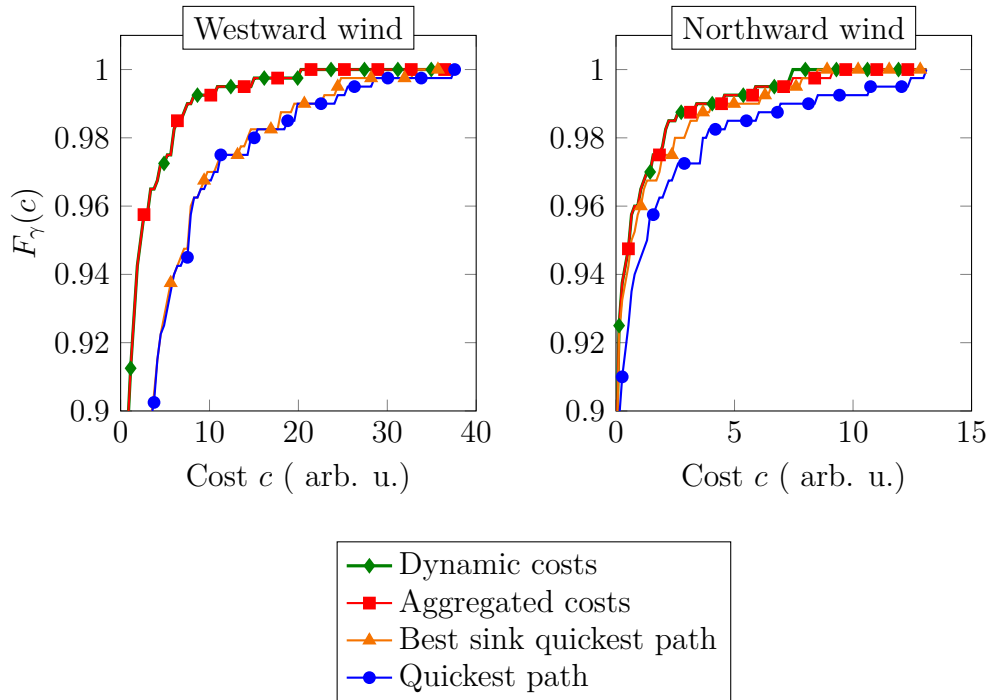 Westward wind
Northward wind
1
0.98
0.96
0.94
0.92
0.9
F_γ(c)
0 10 20 30 40
Cost c ( arb. u.)
1
0.98
0.96
0.94
0.92
0.9
0 5 10 15
Cost c ( arb. u.)
Dynamic costs
Aggregated costs
Best sink quickest path
Quickest path